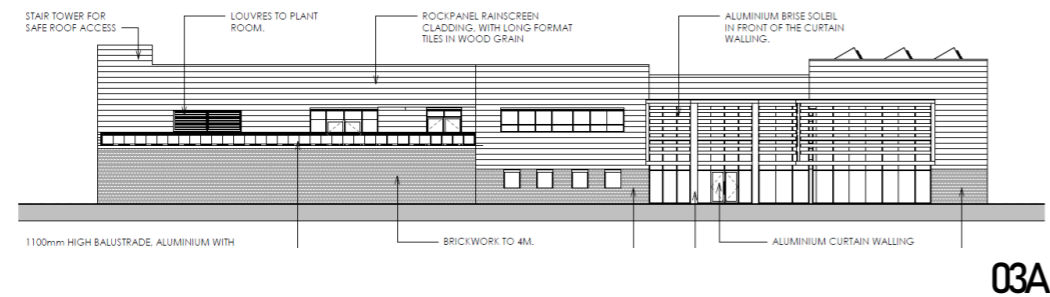 STAIR TOWER FOR
SAFE ROOF ACCESS
LOUVRES TO PLANT
ROOM.
ROCKPANEL RAINSCREEN
CLADDING, WITH LONG FORMAT
TILES IN WOOD GRAIN
ALUMINIUM BRISE SOLEIL
IN FRONT OF THE CURTAIN
WALLING.
1100mm HIGH BALUSTRADE, ALUMINIUM WITH
BRICKWORK TO 4M.
ALUMINIUM CURTAIN WALLING
03A